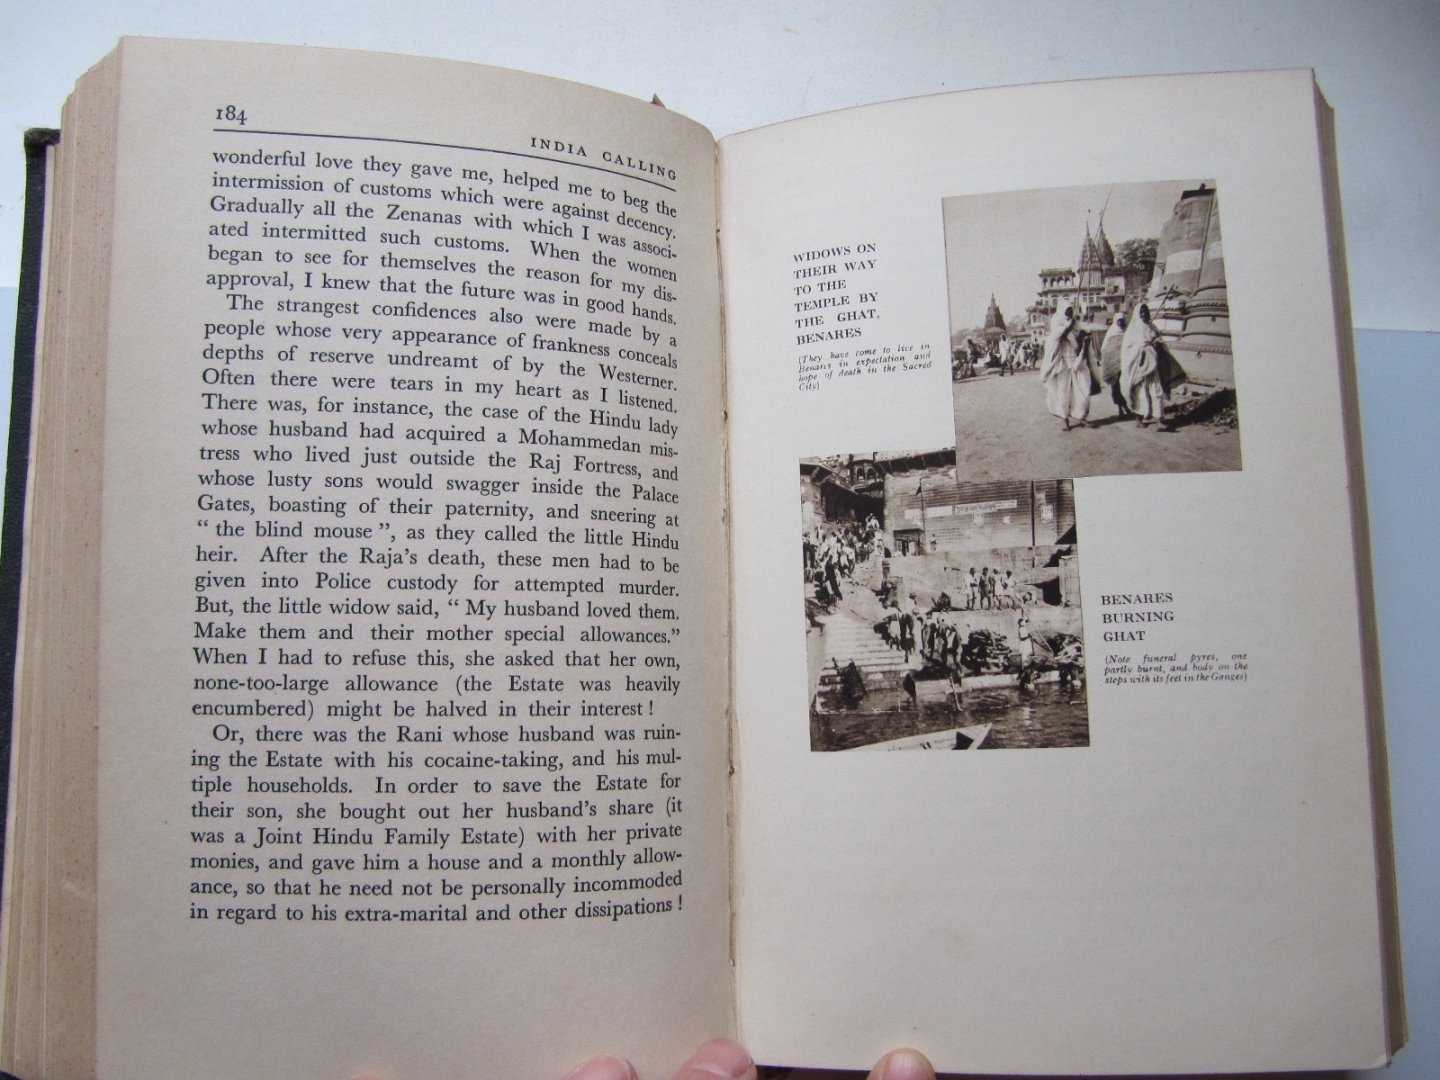 184
INDIA CALLING
wonderful love they gave me, helped me to beg the
intermission of customs which were against decency.
Gradually all the Zenanas with which I was associ-
ated intermitted such customs. When the women
began to see for themselves the reason for my dis-
approval, I knew that the future was in good hands.
The strangest confidences also were made by a
people whose very appearance of frankness conceals
depths of reserve undreamt of by the Westerner.
Often there were tears in my heart as I listened.
There was, for instance, the case of the Hindu lady
whose husband had acquired a Mohammedan mis-
tress who lived just outside the Raj Fortress, and
whose lusty sons would swagger inside the Palace
Gates, boasting of their paternity, and sneering at
“ the blind mouse ”, as they called the little Hindu
heir. After the Raja’s death, these men had to be
given into Police custody for attempted murder.
But, the little widow said, “ My husband loved them.
Make them and their mother special allowances.”
When I had to refuse this, she asked that her own,
none-too-large allowance (the Estate was heavily
encumbered) might be halved in their interest !
Or, there was the Rani whose husband was ruin-
ing the Estate with his cocaine-taking, and his mul-
tiple households. In order to save the Estate for
their son, she bought out her husband’s share (it
was a Joint Hindu Family Estate) with her private
monies, and gave him a house and a monthly allow-
ance, so that he need not be personally incommoded
in regard to his extra-marital and other dissipations !
WIDOWS ON
THEIR WAY
TO THE
TEMPLE BY
THE GHAT,
BENARES
(They have come to live in
Benares in expectation and
hope of death in the Sacred
City)
BENARES
BURNING
GHAT
(Note funeral pyres, one
partly burnt, and body on the
steps with its feet in the Ganges)